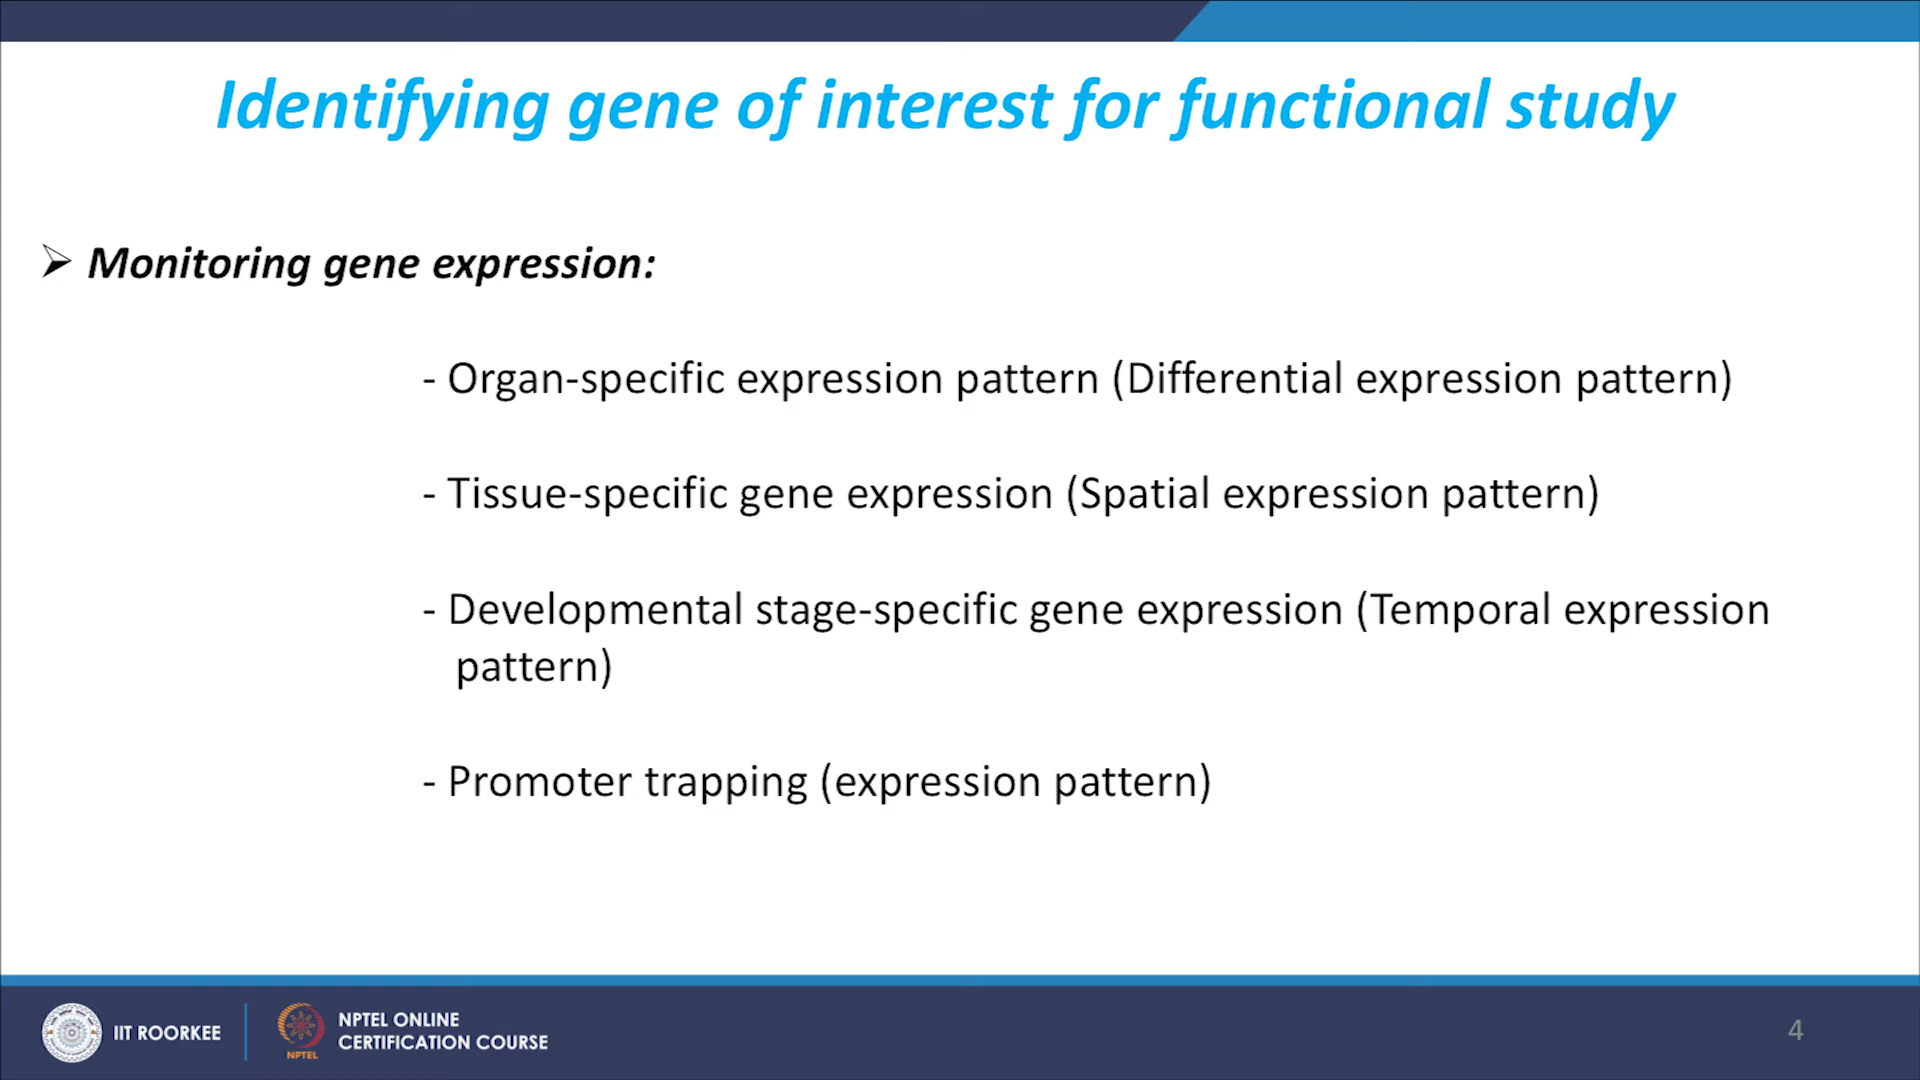 Identifying gene of interest for functional study
➢ Monitoring gene expression:
- Organ-specific expression pattern (Differential expression pattern)
- Tissue-specific gene expression (Spatial expression pattern)
- Developmental stage-specific gene expression (Temporal expression
pattern)
- Promoter trapping (expression pattern)
IIT ROORKEE
NPTEL
NPTEL ONLINE
CERTIFICATION COURSE
4